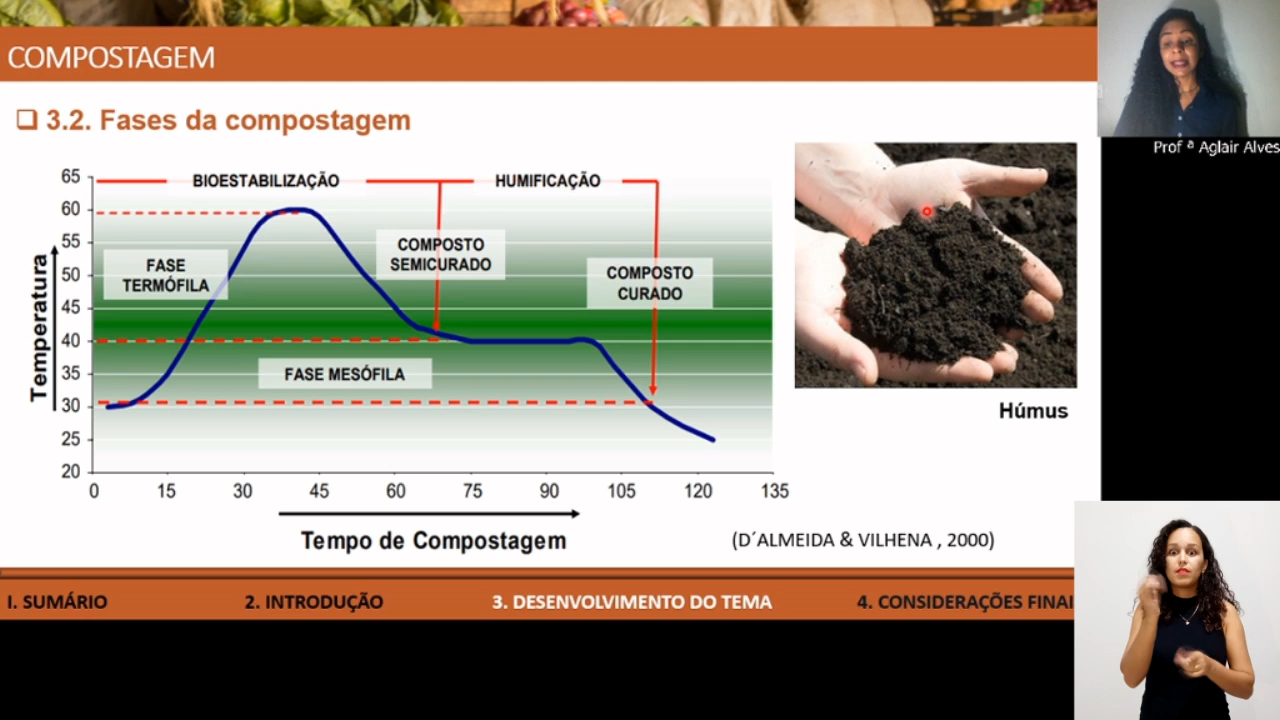 COMPOSTAGEM
Prof ª Aglair Alves
❑ 3.2. Fases da compostagem
65
60
55
50
45
40
35
30
25
20
Temperatura
BIOESTABILIZAÇÃO
HUMIFICAÇÃO
FASE
TERMÓFILA
COMPOSTO
SEMICURADO
COMPOSTO
CURADO
FASE MESÓFILA
0 15 30 45 60 75 90 105 120 135
Tempo de Compostagem
Húmus
(D´ALMEIDA & VILHENA , 2000)
I. SUMÁRIO
2. INTRODUÇÃO
3. DESENVOLVIMENTO DO TEMA
4. CONSIDERAÇÕES FINAI